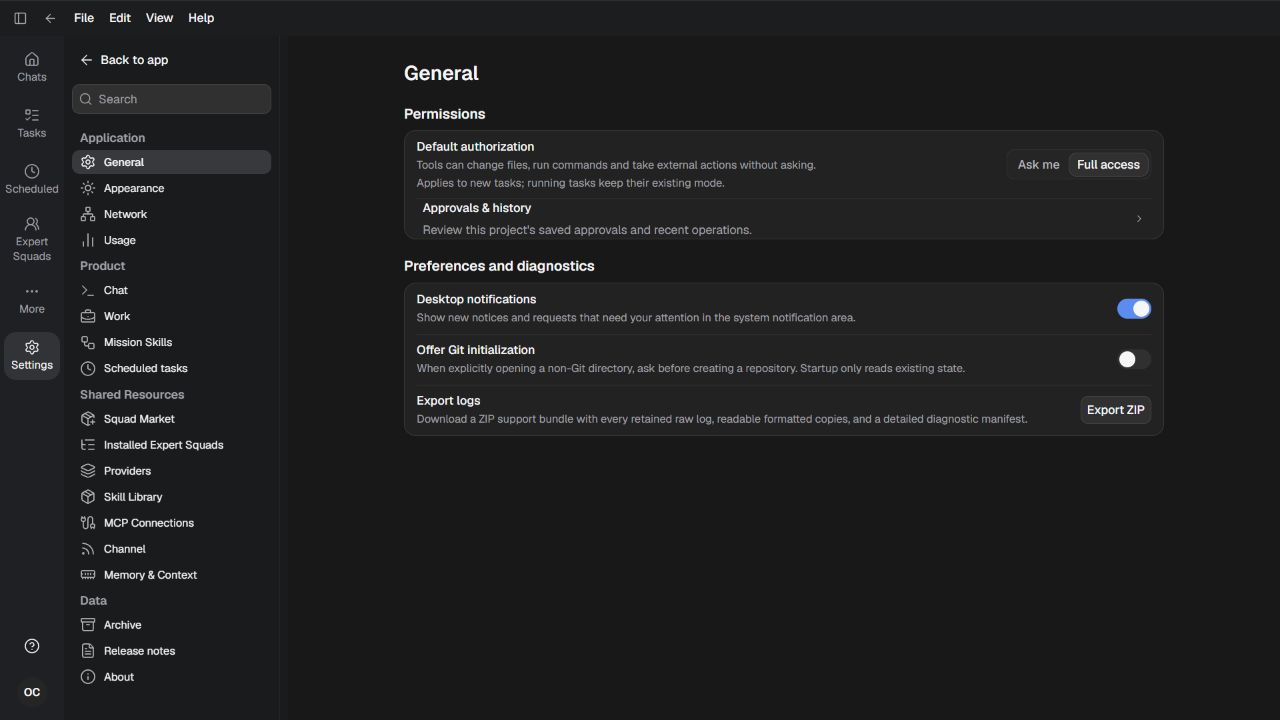 File Edit View Help
Chats
Tasks
Scheduled
Expert
Squads
More
Settings
OC
Back to app
Search
Application
General
Appearance
Network
Usage
Product
Chat
Work
Mission Skills
Scheduled tasks
Shared Resources
Squad Market
Installed Expert Squads
Providers
Skill Library
MCP Connections
Channel
Memory & Context
Data
Archive
Release notes
About
General
Permissions
Default authorization
Tools can change files, run commands and take external actions without asking.
Applies to new tasks; running tasks keep their existing mode.
Ask me Full access
Approvals & history
Review this project's saved approvals and recent operations.
Preferences and diagnostics
Desktop notifications
Show new notices and requests that need your attention in the system notification area.
Offer Git initialization
When explicitly opening a non-Git directory, ask before creating a repository. Startup only reads existing state.
Export logs
Download a ZIP support bundle with every retained raw log, readable formatted copies, and a detailed diagnostic manifest.
Export ZIP